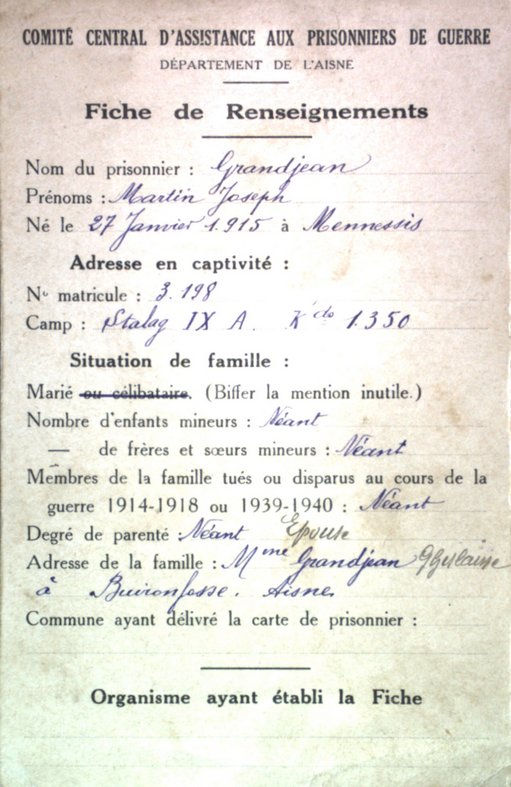 COMITÉ CENTRAL D'ASSISTANCE AUX PRISONNIERS DE GUERRE
DÉPARTEMENT DE L'AISNE
Fiche de Renseignements
Nom du prisonnier : Grandjean
Prénoms : Martin Joseph
Né le 27 Janvier 1.915 à Mennessis
Adresse en captivité :
No matricule : 3.198
Camp : Stalag IX A. Kdo 1350
Situation de famille :
Marié ou célibataire. (Biffer la mention inutile.)
Nombre d'enfants mineurs : Néant
— de frères et sœurs mineurs : Néant
Membres de la famille tués ou disparus au cours de la
guerre 1914-1918 ou 1939-1940 : Néant
Degré de parenté : Néant Epouse
Adresse de la famille : Mme Grandjean Ghislaine
à Buironfosse. Aisne
Commune ayant délivré la carte de prisonnier :
Organisme ayant établi la Fiche